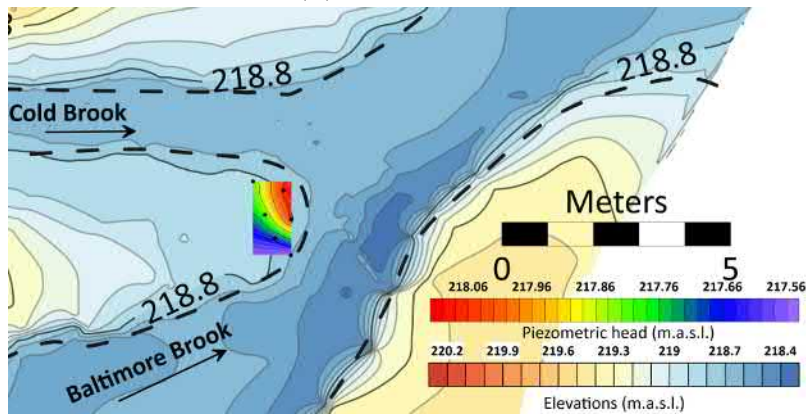 218.8
218.8
Cold Brook
Meters
0 5
218.8
218.06 217.96 217.86 217.76 217.66 217.56
Piezometric head (m.a.s.l.)
Baltimore Brook
220.2 219.9 219.6 219.3 219 218.7 218.4
Elevations (m.a.s.l.)